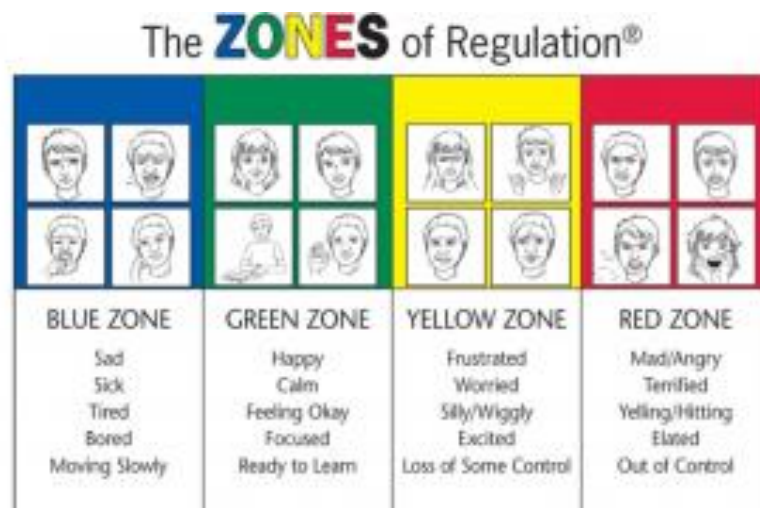 The ZONES of Regulation®
BLUE ZONE
Sad
Sick
Tired
Bored
Moving Slowly
GREEN ZONE
Happy
Calm
Feeling Okay
Focused
Ready to Learn
YELLOW ZONE
Frustrated
Worried
Silly/Wiggly
Excited
Loss of Some Control
RED ZONE
Mad/Angry
Terrified
Yelling/Hitting
Elated
Out of Control